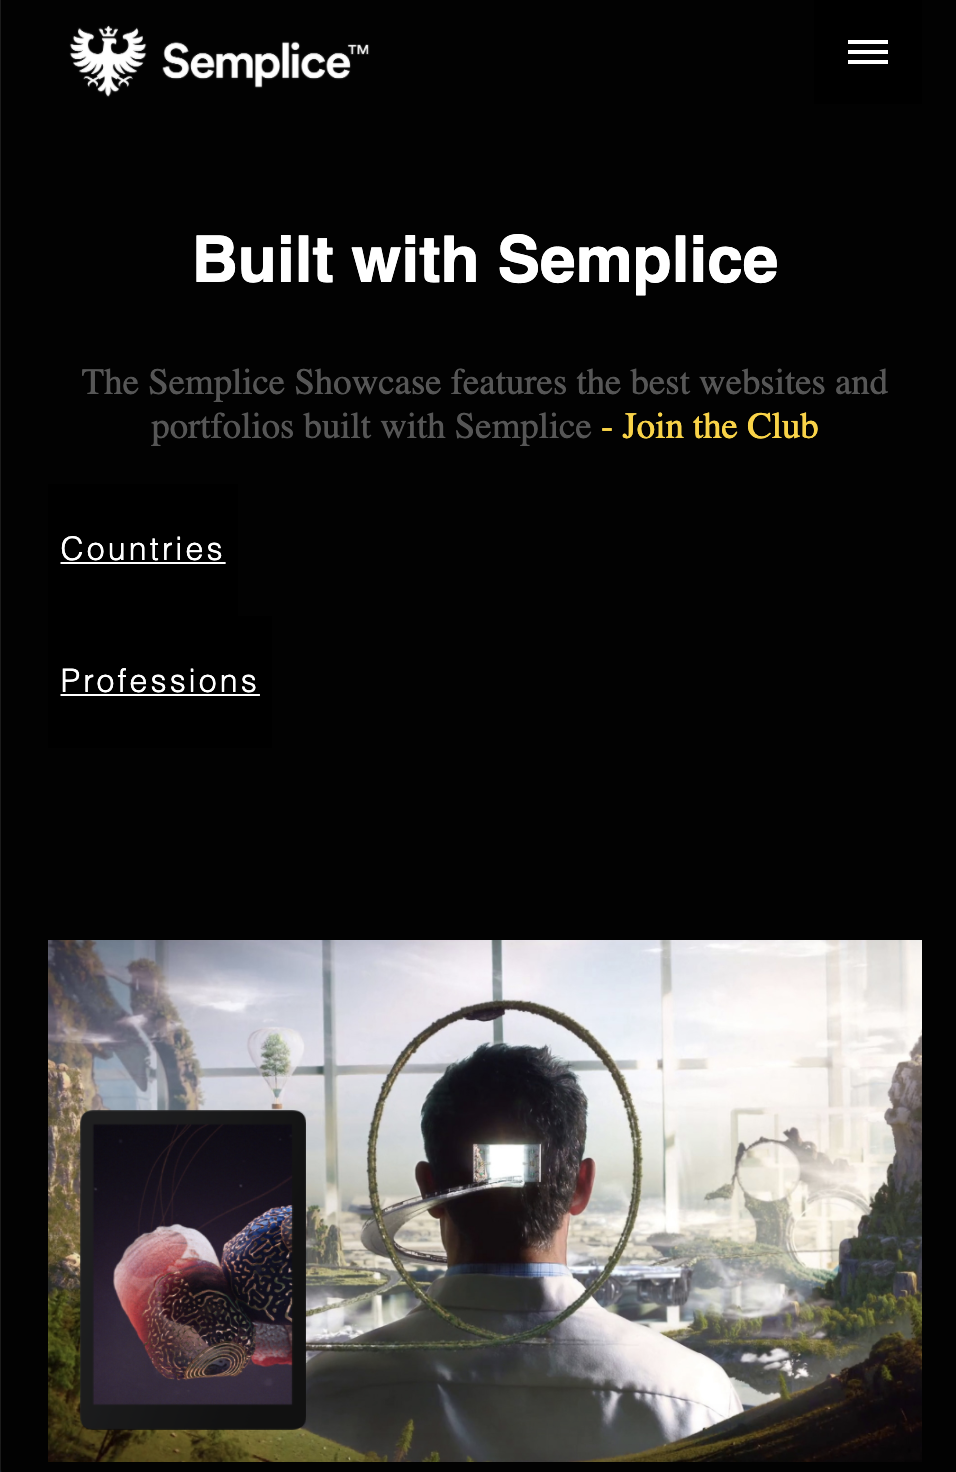 Semplice™
Built with Semplice
The Semplice Showcase features the best websites and
portfolios built with Semplice - Join the Club
Countries
Professions